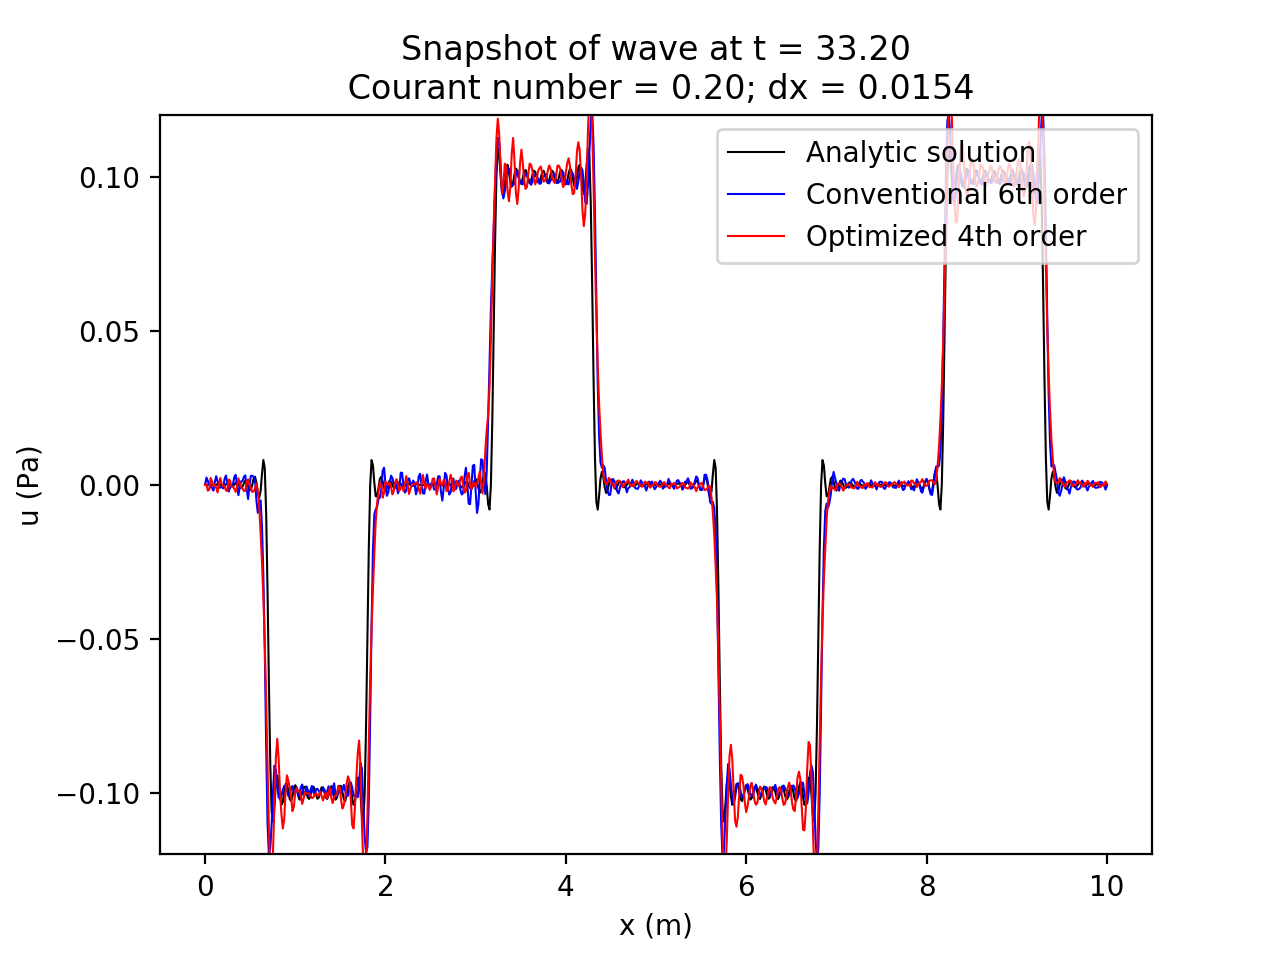 Snapshot of wave at t = 33.20
Courant number = 0.20; dx = 0.0154
Analytic solution
Conventional 6th order
Optimized 4th order
0.10
0.05
0.00
−0.05
−0.10
u (Pa)
0 2 4 6 8 10
x (m)